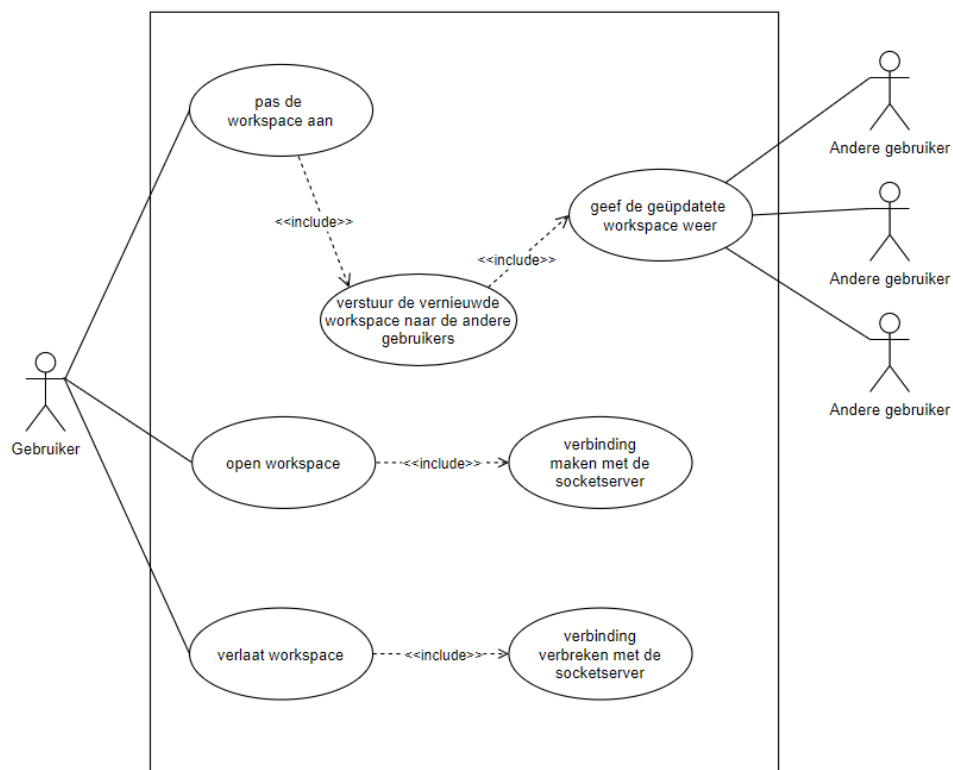 pas de
workspace aan
Andere gebruiker
<<include>>
geef de geüpdatete
workspace weer
<<include>>
Andere gebruiker
verstuur de vernieuwde
workspace naar de andere
gebruikers
Andere gebruiker
Gebruiker
open workspace
<<include>>
verbinding
maken met de
socketserver
verlaat workspace
<<include>>
verbinding
verbreken met de
socketserver